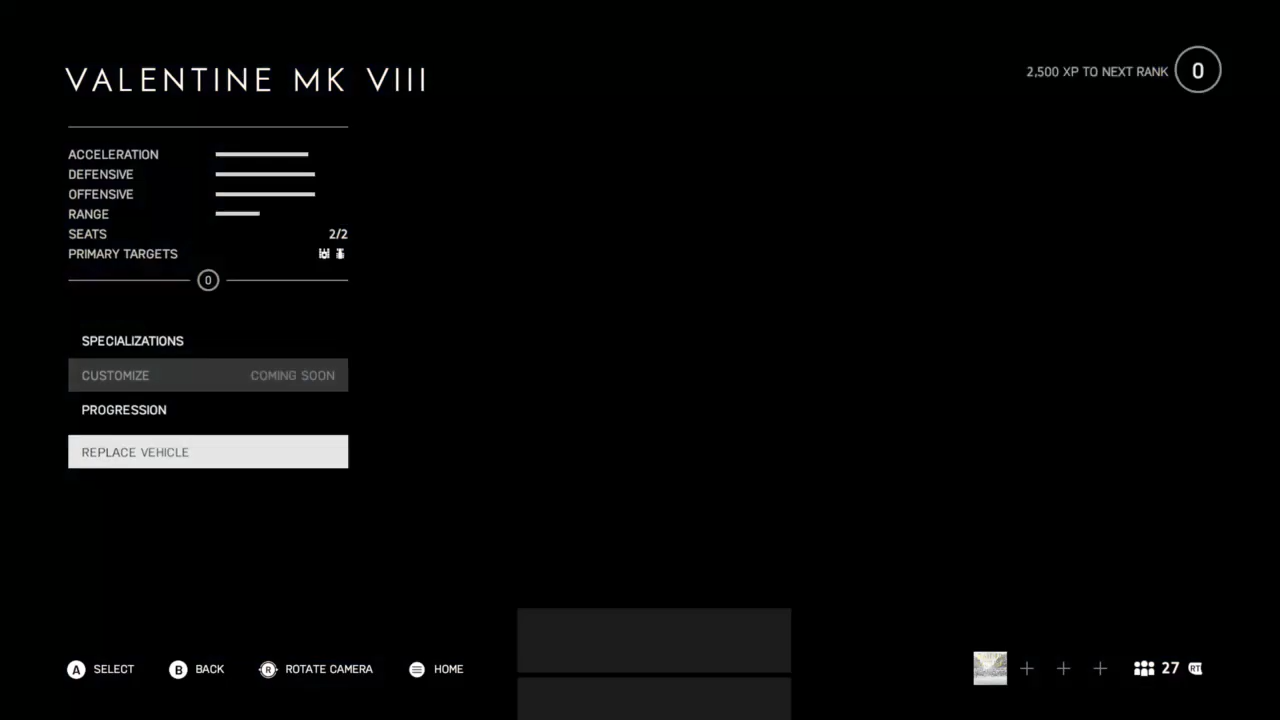 VALENTINE MK VIII
2,500 XP TO NEXT RANK 0
ACCELERATION
DEFENSIVE
OFFENSIVE
RANGE
SEATS 2/2
PRIMARY TARGETS
0
SPECIALIZATIONS
CUSTOMIZE COMING SOON
PROGRESSION
REPLACE VEHICLE
A SELECT B BACK R ROTATE CAMERA HOME 27 RT